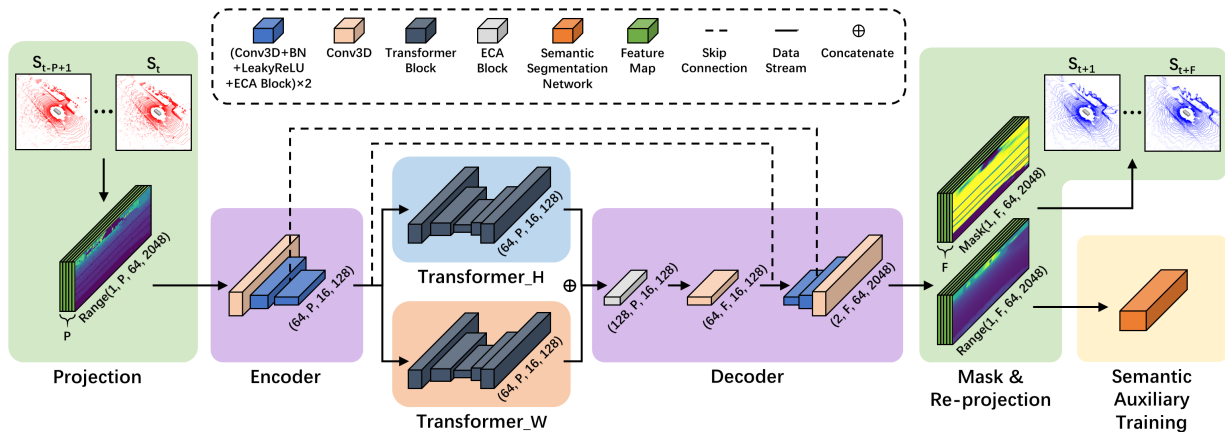 (Conv3D+BN
+LeakyReLU
+ECA Block)×2
Conv3D
Transformer
Block
ECA
Block
Semantic
Segmentation
Network
Feature
Map
Skip
Connection
Data
Stream
Concatenate
S_{t-P+1}
S_t
...
Range(1, P, 64, 2048)
P
Projection
(64, P, 16, 128)
Encoder
(64, P, 16, 128)
Transformer_H
(64, P, 16, 128)
Transformer_W
(128, P, 16, 128)
(64, F, 16, 128)
(2, F, 64, 2048)
Decoder
S_{t+1}
S_{t+F}
...
Mask(1, F, 64, 2048)
F
Range(1, F, 64, 2048)
Mask &
Re-projection
Semantic
Auxiliary
Training